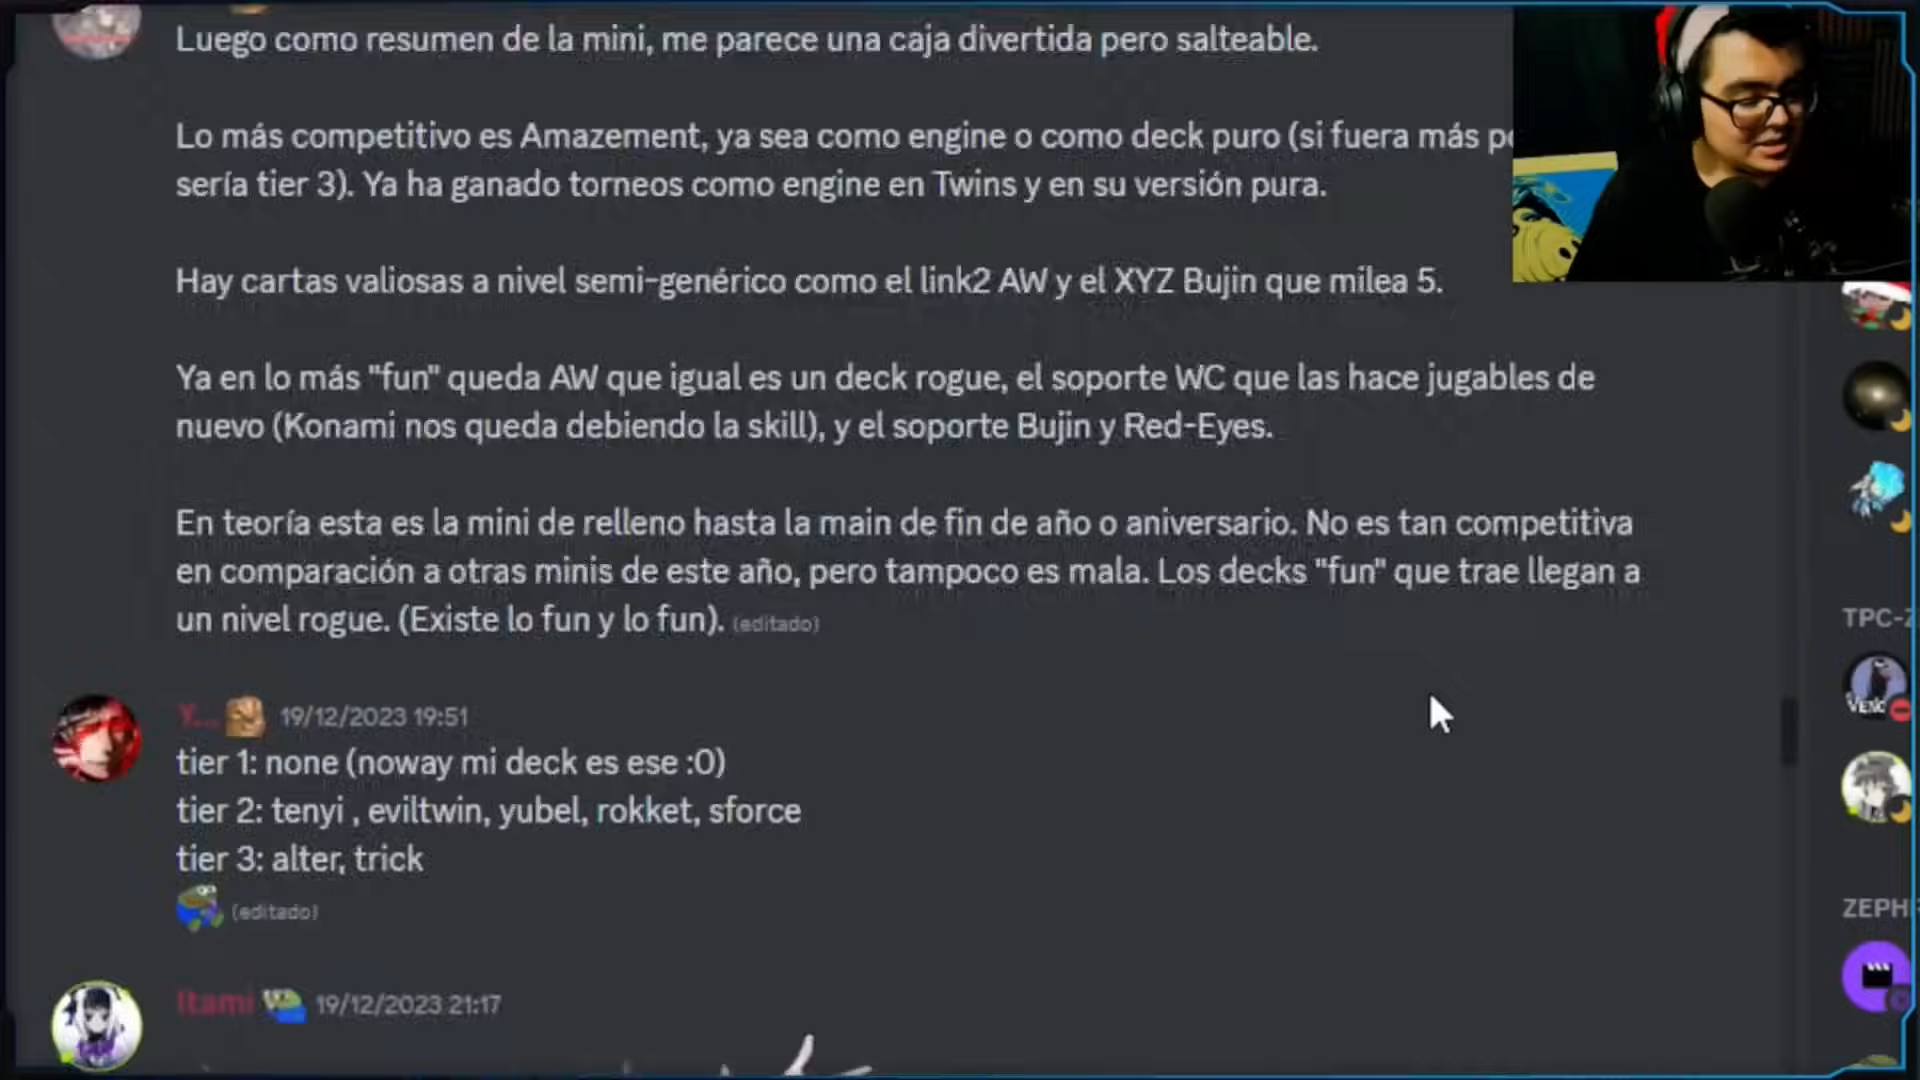 Luego como resumen de la mini, me parece una caja divertida pero salteable.
Lo más competitivo es Amazement, ya sea como engine o como deck puro (si fuera más
sería tier 3). Ya ha ganado torneos como engine en Twins y en su versión pura.
Hay cartas valiosas a nivel semi-genérico como el link2 AW y el XYZ Bujin que milea 5.
Ya en lo más "fun" queda AW que igual es un deck rogue, el soporte WC que las hace jugables de
nuevo (Konami nos queda debiendo la skill), y el soporte Bujin y Red-Eyes.
En teoría esta es la mini de relleno hasta la main de fin de año o aniversario. No es tan competitiva
en comparación a otras minis de este año, pero tampoco es mala. Los decks "fun" que trae llegan a
un nivel rogue. (Existe lo fun y lo fun). (editado)
Y... 19/12/2023 19:51
tier 1: none (noway mi deck es ese :0)
tier 2: tenyi , eviltwin, yubel, rokket, sforce
tier 3: alter, trick
(editado)
Itami 19/12/2023 21:17
TPC-Z
ZEPH